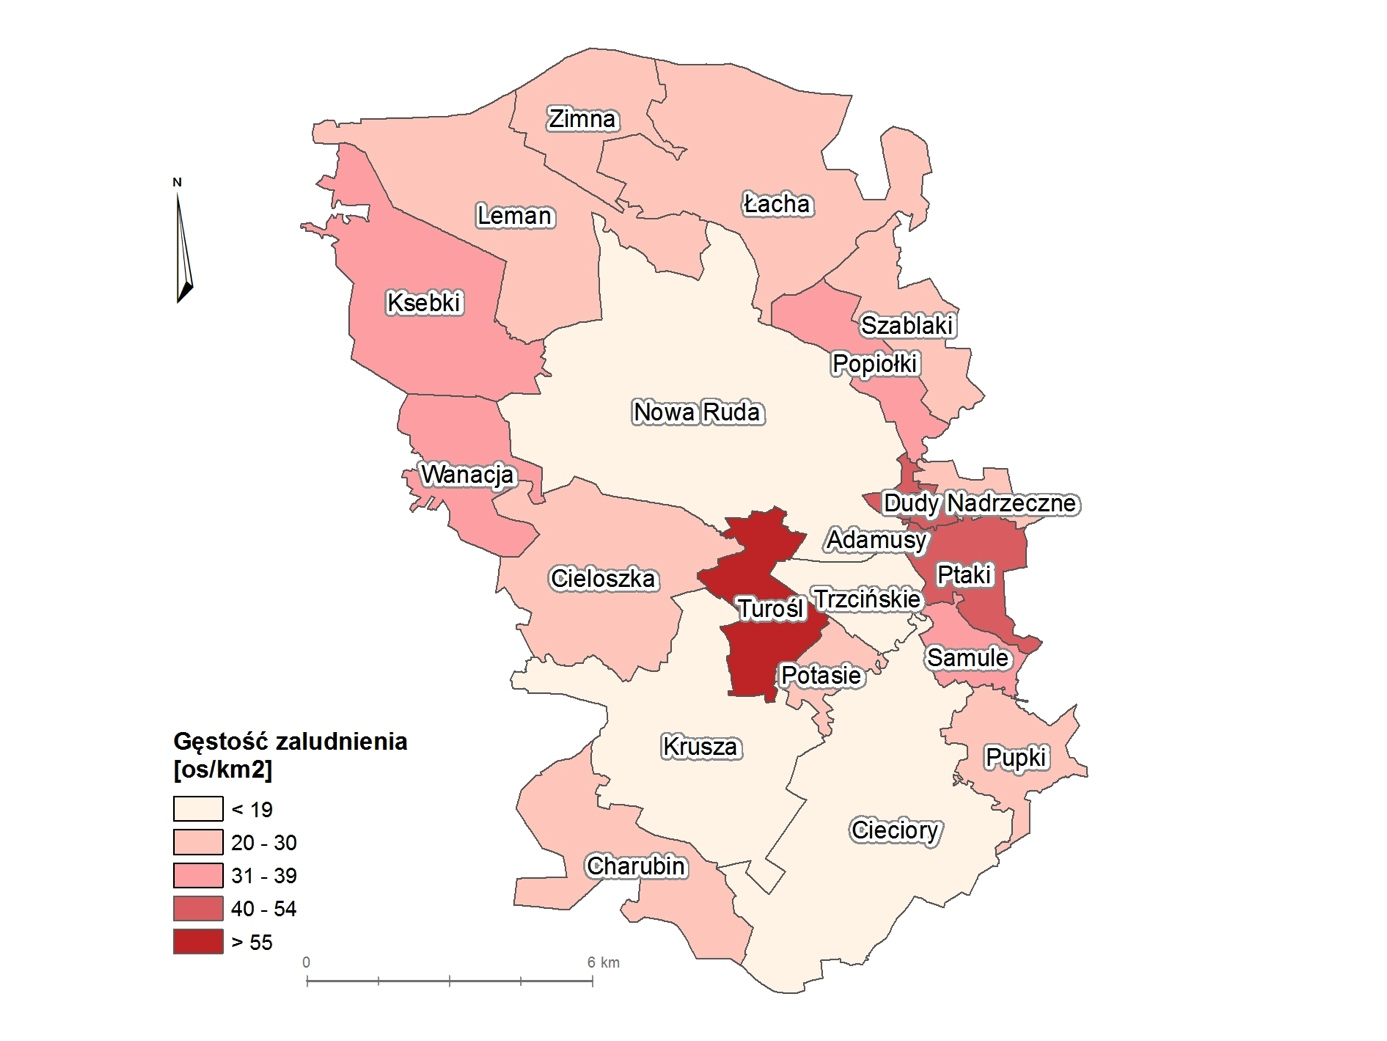 Zimna
N
Łacha
Leman
Ksebki
Szablaki
Popiołki
Nowa Ruda
Wanacja
Dudy Nadrzeczne
Adamusy
Cieloszka
Ptaki
Trzcińskie
Turośl
Samule
Potasie
Krusza
Pupki
Cieciory
Charubin
Gęstość zaludnienia
[os/km2]
< 19
20 - 30
31 - 39
40 - 54
> 55
0 6 km